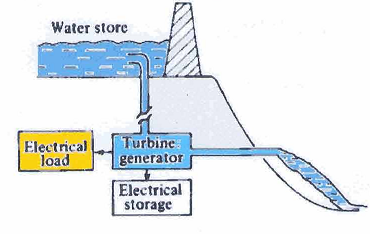 Water store
Electrical
load
Turbine
generator
Electrical
storage